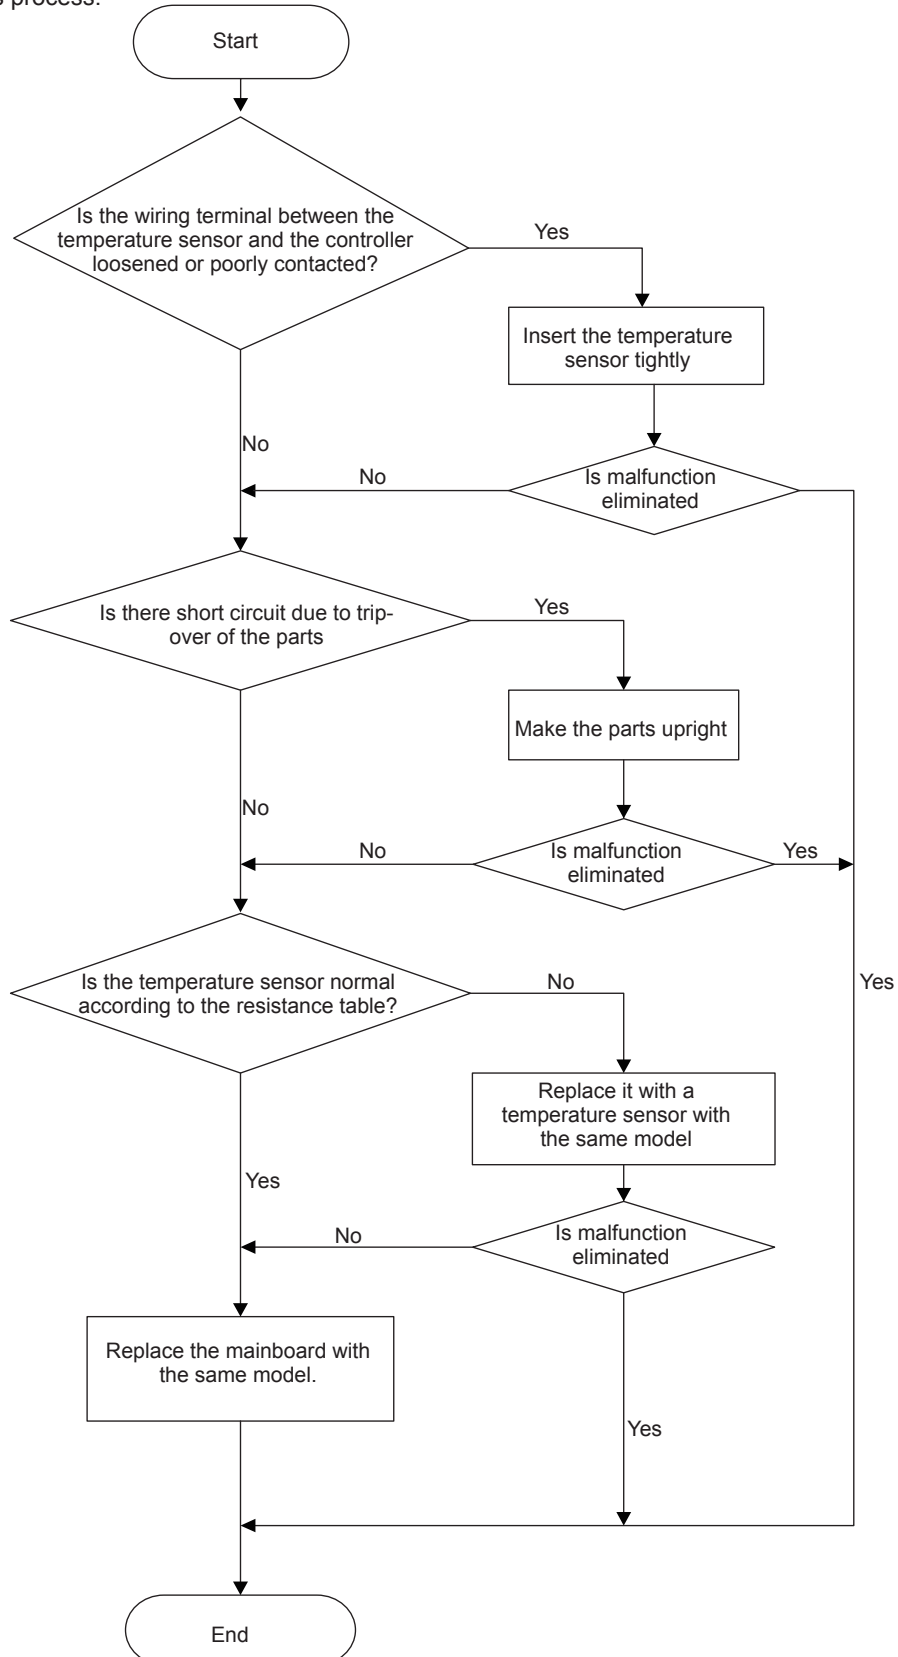 process.
Start
Is the wiring terminal between the
temperature sensor and the controller
loosened or poorly contacted?
Yes
Insert the temperature
sensor tightly
No
No
Is malfunction
eliminated
Is there short circuit due to trip-
over of the parts
Yes
Make the parts upright
No
No
Is malfunction
eliminated
Yes
Is the temperature sensor normal
according to the resistance table?
No
Yes
Replace it with a
temperature sensor with
the same model
Yes
No
Is malfunction
eliminated
Replace the mainboard with
the same model.
Yes
End